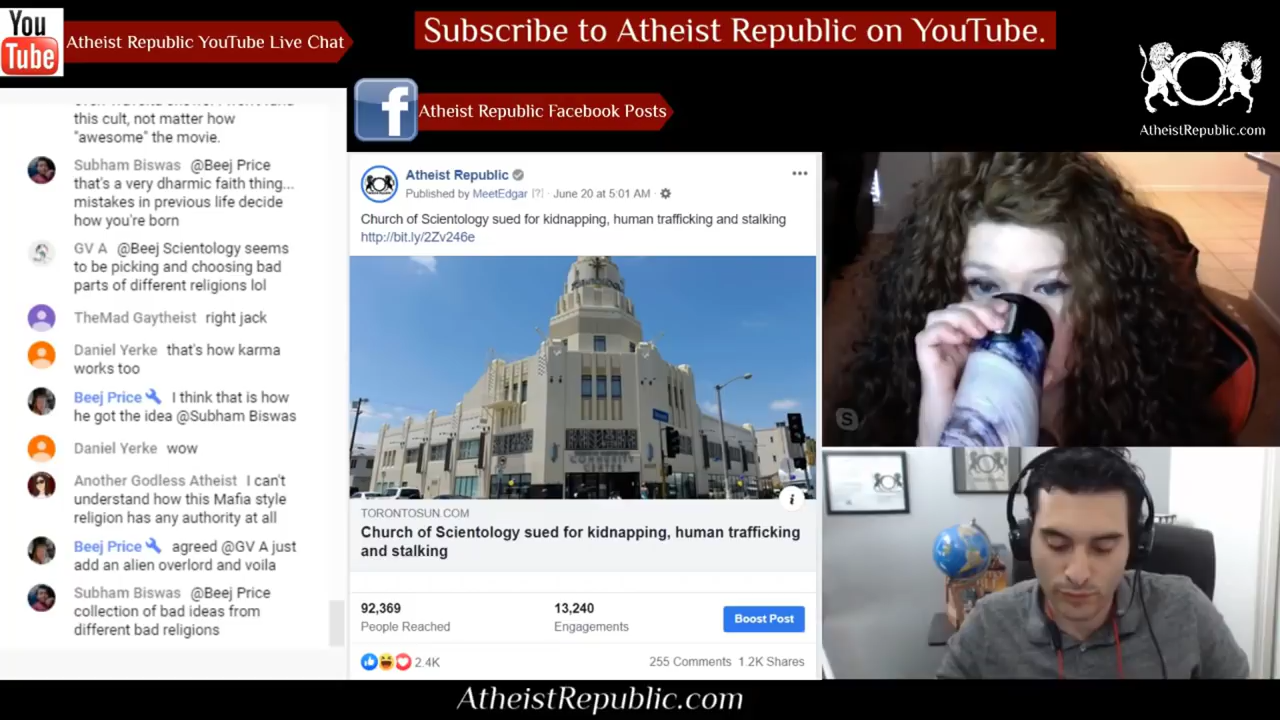 You
Tube
Atheist Republic YouTube Live Chat
Subscribe to Atheist Republic on YouTube.
AtheistRepublic.com
Atheist Republic Facebook Posts
this cult, not matter how
"awesome" the movie.
Subham Biswas @Beej Price
that's a very dharmic faith thing...
mistakes in previous life decide
how you're born
GV A @Beej Scientology seems
to be picking and choosing bad
parts of different religions lol
TheMad Gaytheist right jack
Daniel Yerke that's how karma
works too
Beej Price I think that is how
he got the idea @Subham Biswas
Daniel Yerke wow
Another Godless Atheist I can't
understand how this Mafia style
religion has any authority at all
Beej Price agreed @GV A just
add an alien overlord and voila
Subham Biswas @Beej Price
collection of bad ideas from
different bad religions
Atheist Republic
Published by MeetEdgar [?] · June 20 at 5:01 AM ·
Church of Scientology sued for kidnapping, human trafficking and stalking
http://bit.ly/2Zv246e
TORONTOSUN.COM
Church of Scientology sued for kidnapping, human trafficking
and stalking
92,369
People Reached
13,240
Engagements
Boost Post
2.4K
255 Comments 1.2K Shares
AtheistRepublic.com